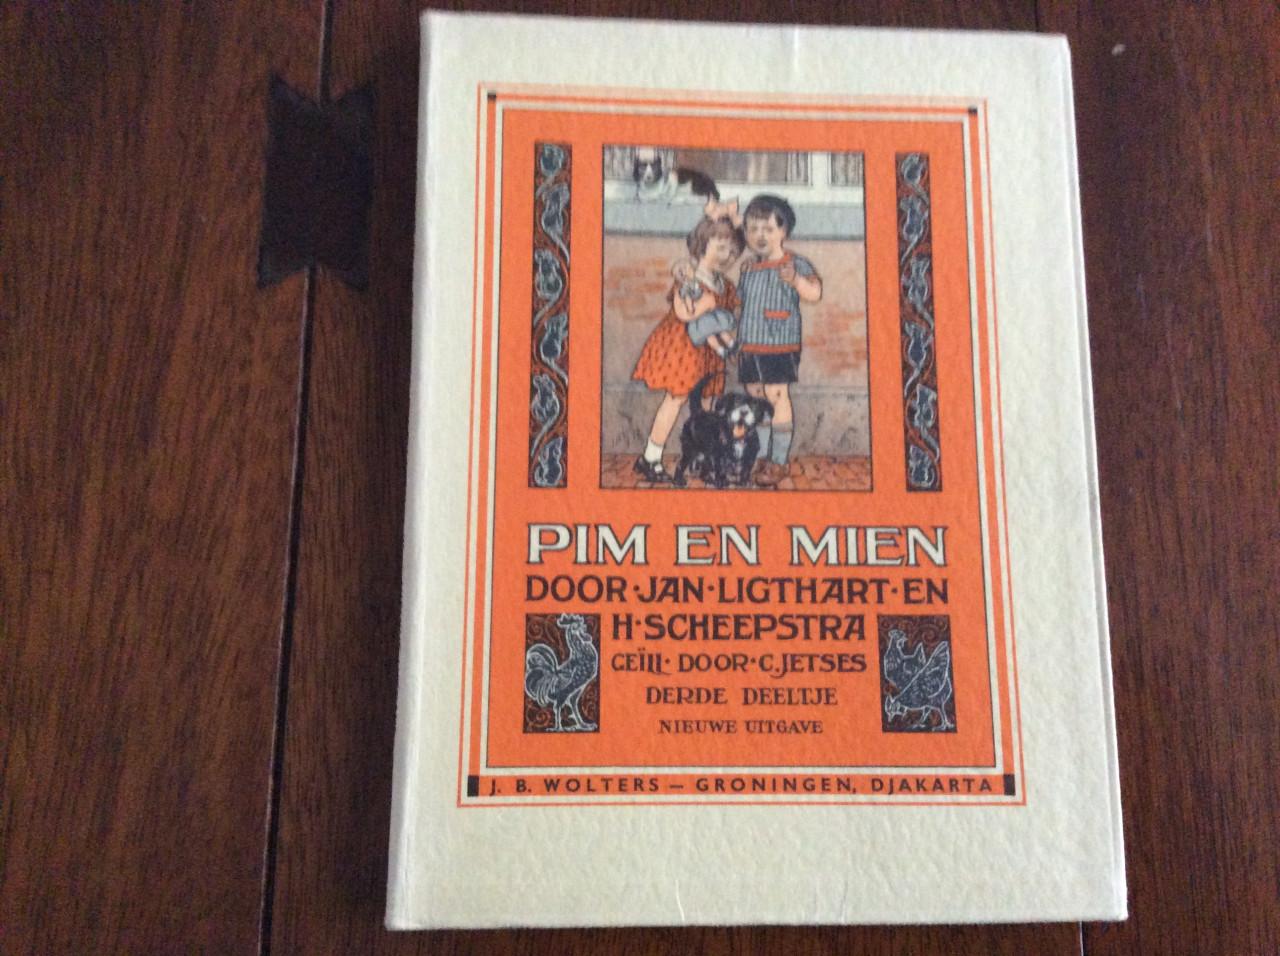 PIM EN MIEN
DOOR·JAN·LIGTHART·EN
H·SCHEEPSTRA
GEÏLL·DOOR·C.JETSES
DERDE DEELTJE
NIEUWE UITGAVE
J. B. WOLTERS — GRONINGEN, DJAKARTA